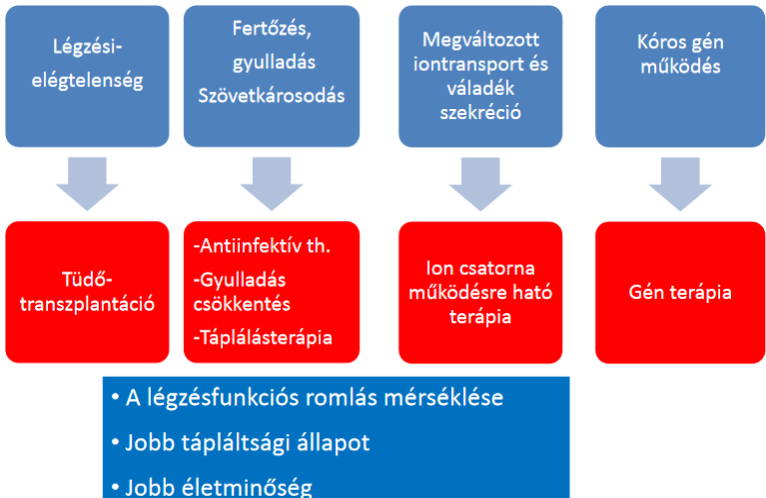 Légzési-
elégtelenség
Fertőzés,
gyulladás
Szövetkárosodás
Megváltozott
iontransport és
váladék
szekréció
Kóros gén
működés
Tüdő-
transzplantáció
-Antiinfektív th.
-Gyulladás
csökkentés
-Táplálásterápia
Ion csatorna
működésre ható
terápia
Gén terápia
• A légzésfunkciós romlás mérséklése
• Jobb tápláltsági állapot
• Jobb életminőség